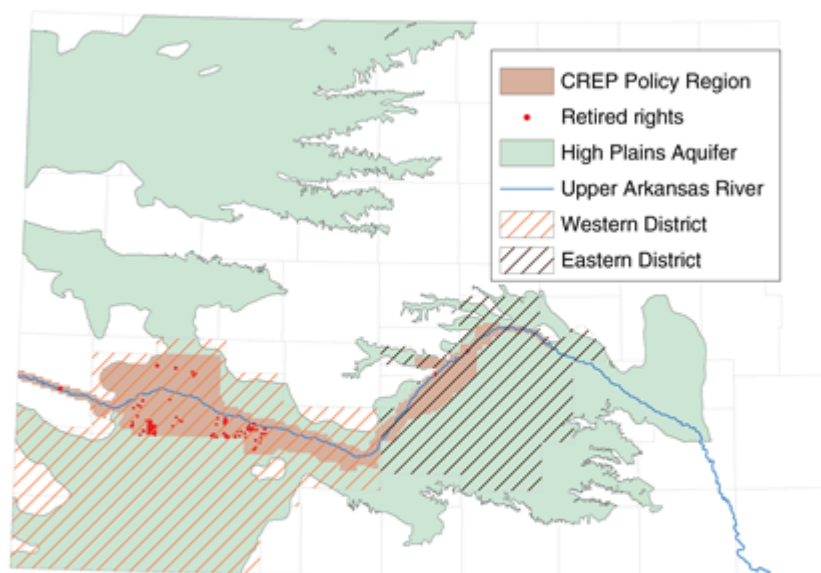 CREP Policy Region
Retired rights
High Plains Aquifer
Upper Arkansas River
Western District
Eastern District